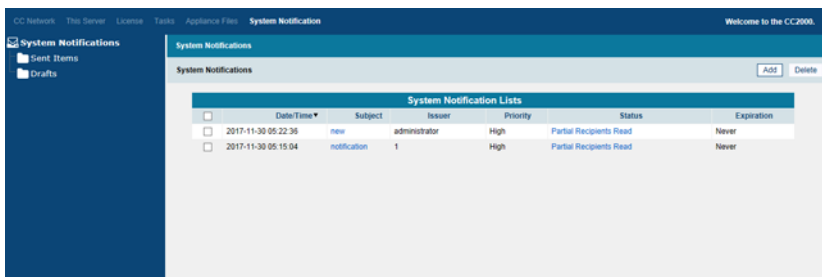 CC Network This Server License Tasks Appliance Files System Notification Welcome to the CC2000.
System Notifications
Sent Items
Drafts
System Notifications
System Notifications Add Delete
System Notification Lists
Date/Time▼ Subject Issuer Priority Status Expiration
2017-11-30 05:22:36 new administrator High Partial Recipients Read Never
2017-11-30 05:15:04 notification 1 High Partial Recipients Read Never